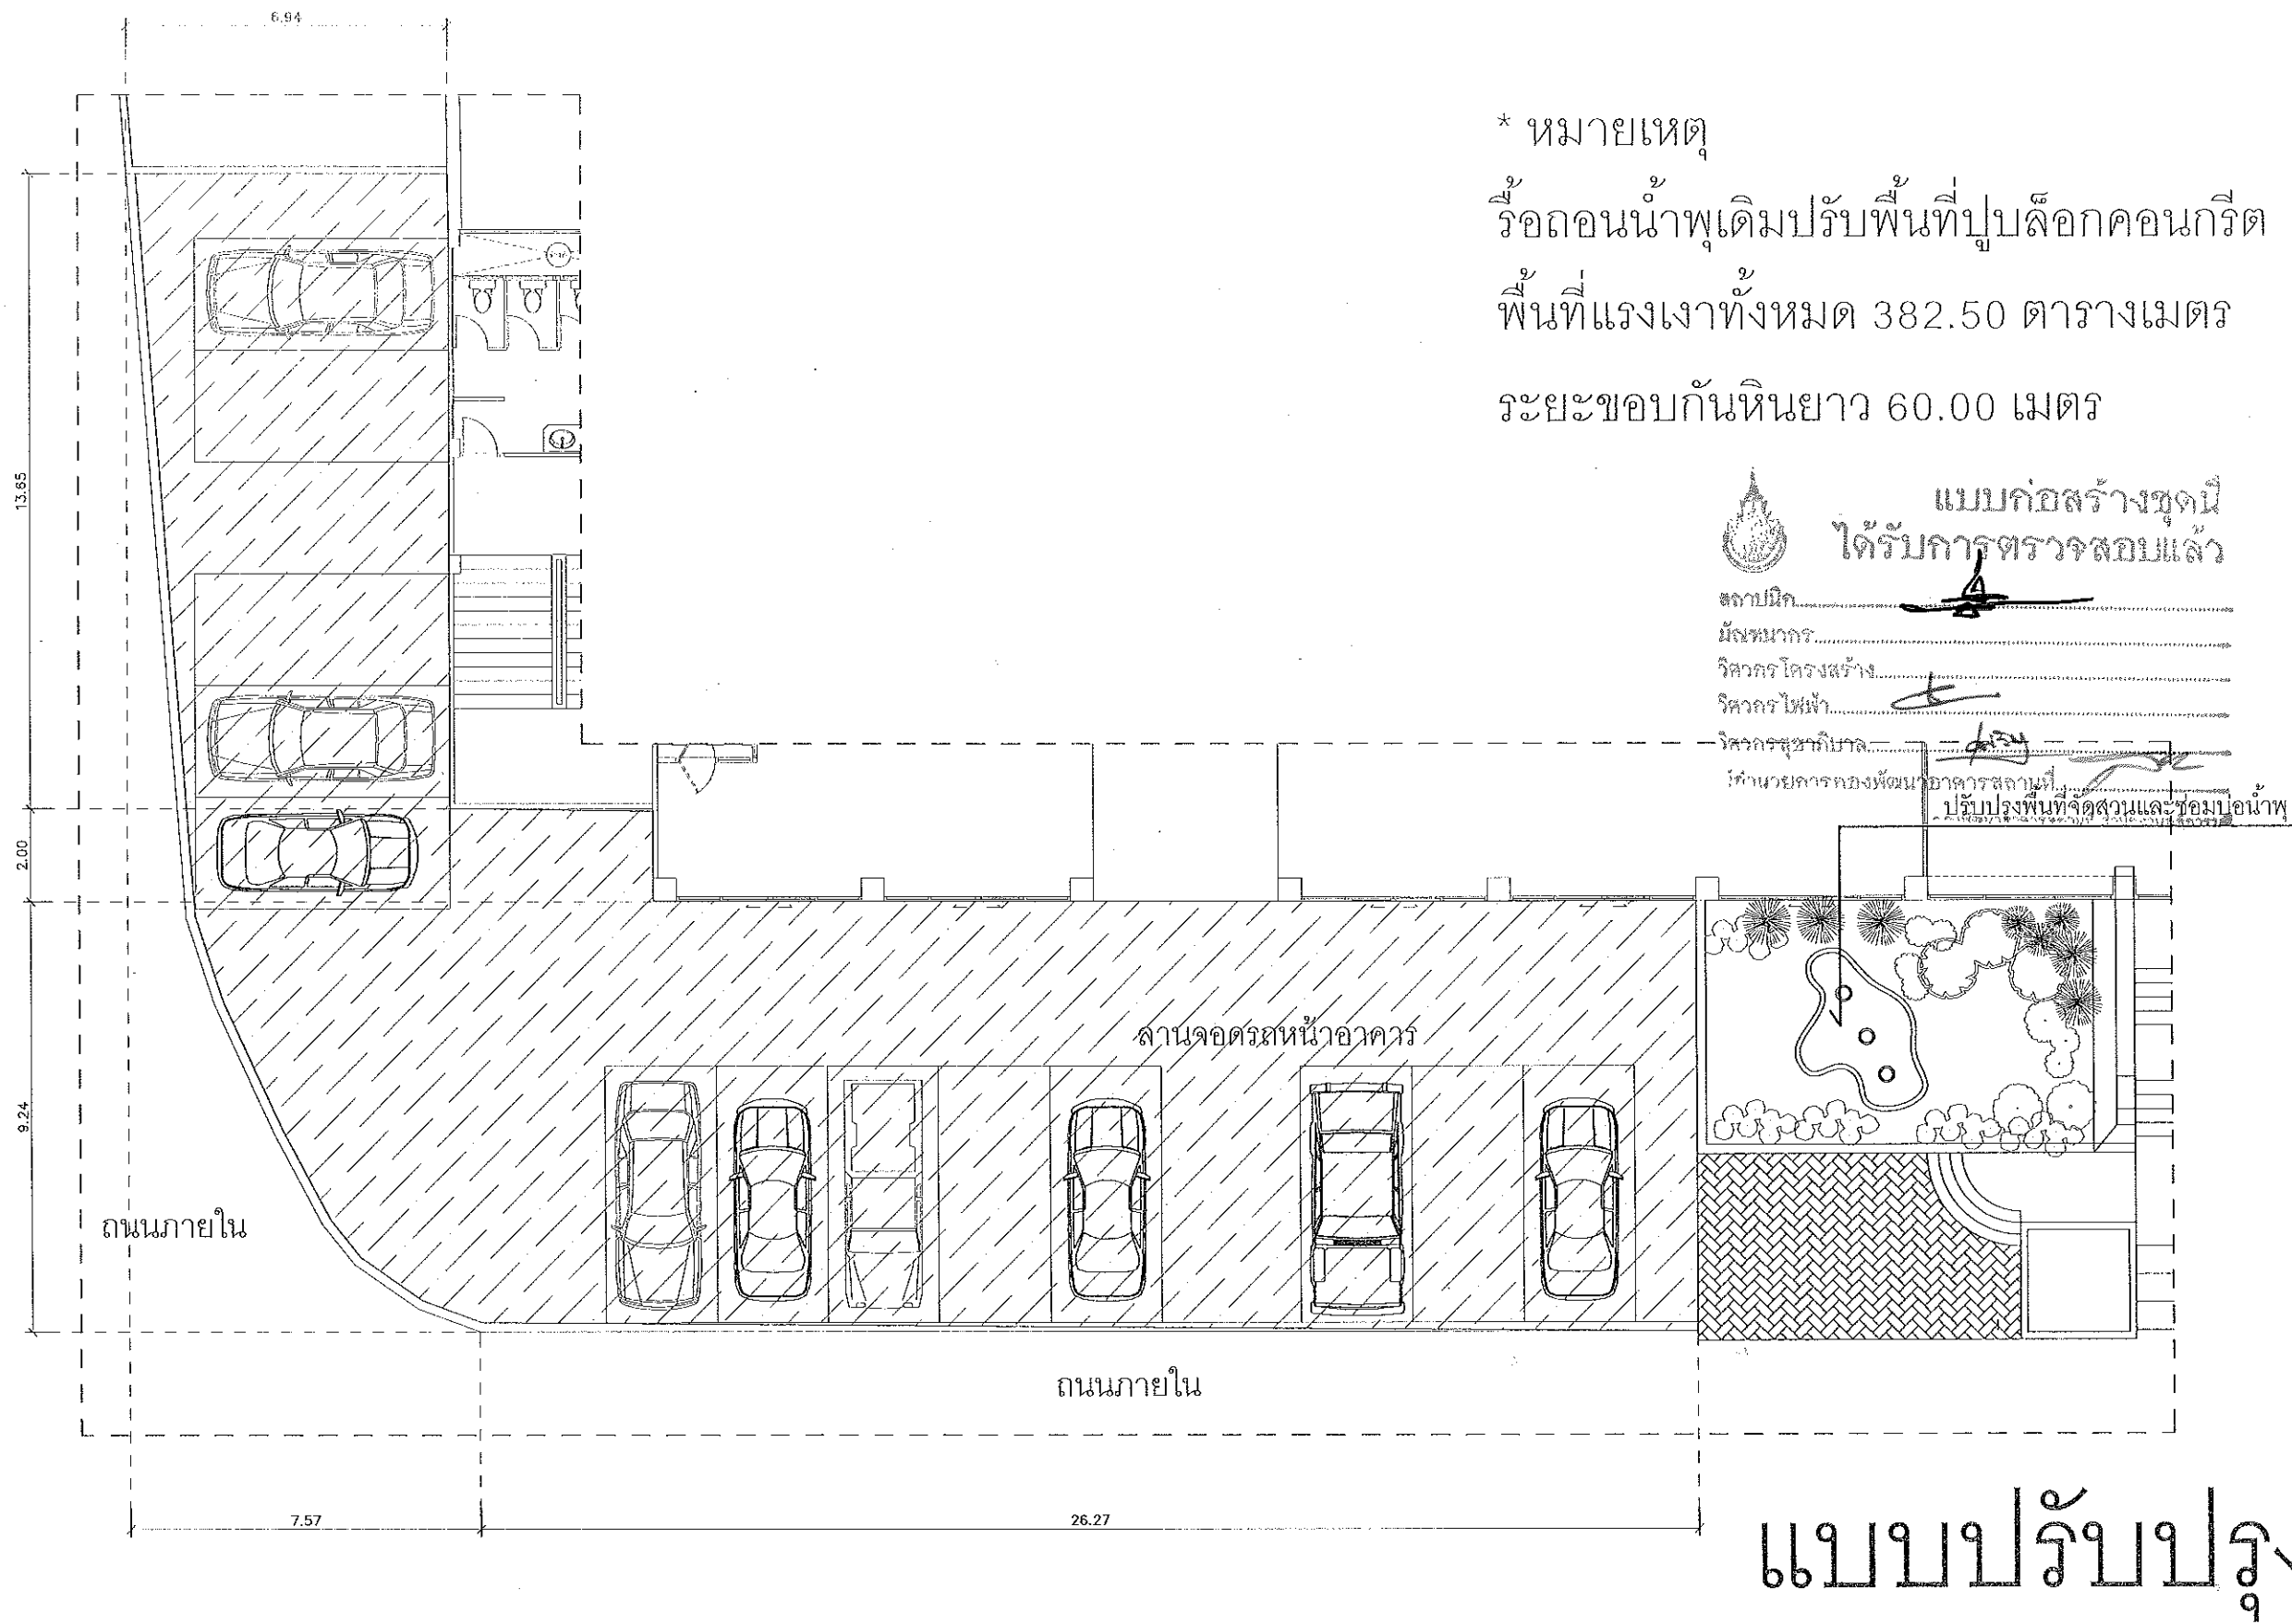 6.94
* หมายเหตุ
รื้อถอนน้ำพุเดิมปรับพื้นที่ปูบล็อกคอนกรีต
พื้นที่แรงเงาทั้งหมด 382.50 ตารางเมตร
ระยะขอบกันหินยาว 60.00 เมตร
แบบก่อสร้างชุดนี้
ได้รับการตรวจสอบแล้ว
สถาปนิก
มัณฑนากร
วิศวกรโครงสร้าง
วิศวกรไฟฟ้า
วิศวกรสุขาภิบาล
ปรับปรุงพื้นที่จัดสวนและซ่อมบ่อน้ำพุ
13.65
2.00
9.24
ลานจอดรถหน้าอาคาร
ถนนภายใน
ถนนภายใน
7.57
26.27
แบบปรับปรุ